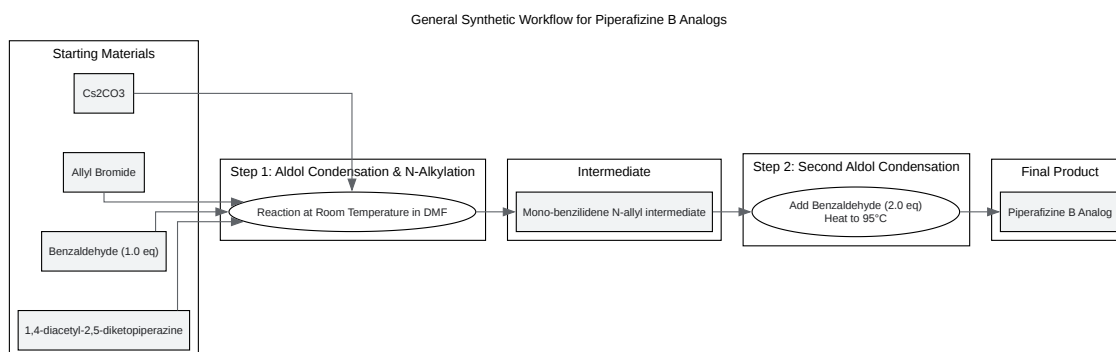 General Synthetic Workflow for Piperafizine B Analogs
Starting Materials
Cs2CO3
Allyl Bromide
Benzaldehyde (1.0 eq)
1,4-diacetyl-2,5-diketopiperazine
Step 1: Aldol Condensation & N-Alkylation
Reaction at Room Temperature in DMF
Intermediate
Mono-benzilidene N-allyl intermediate
Step 2: Second Aldol Condensation
Add Benzaldehyde (2.0 eq)
Heat to 95°C
Final Product
Piperafizine B Analog